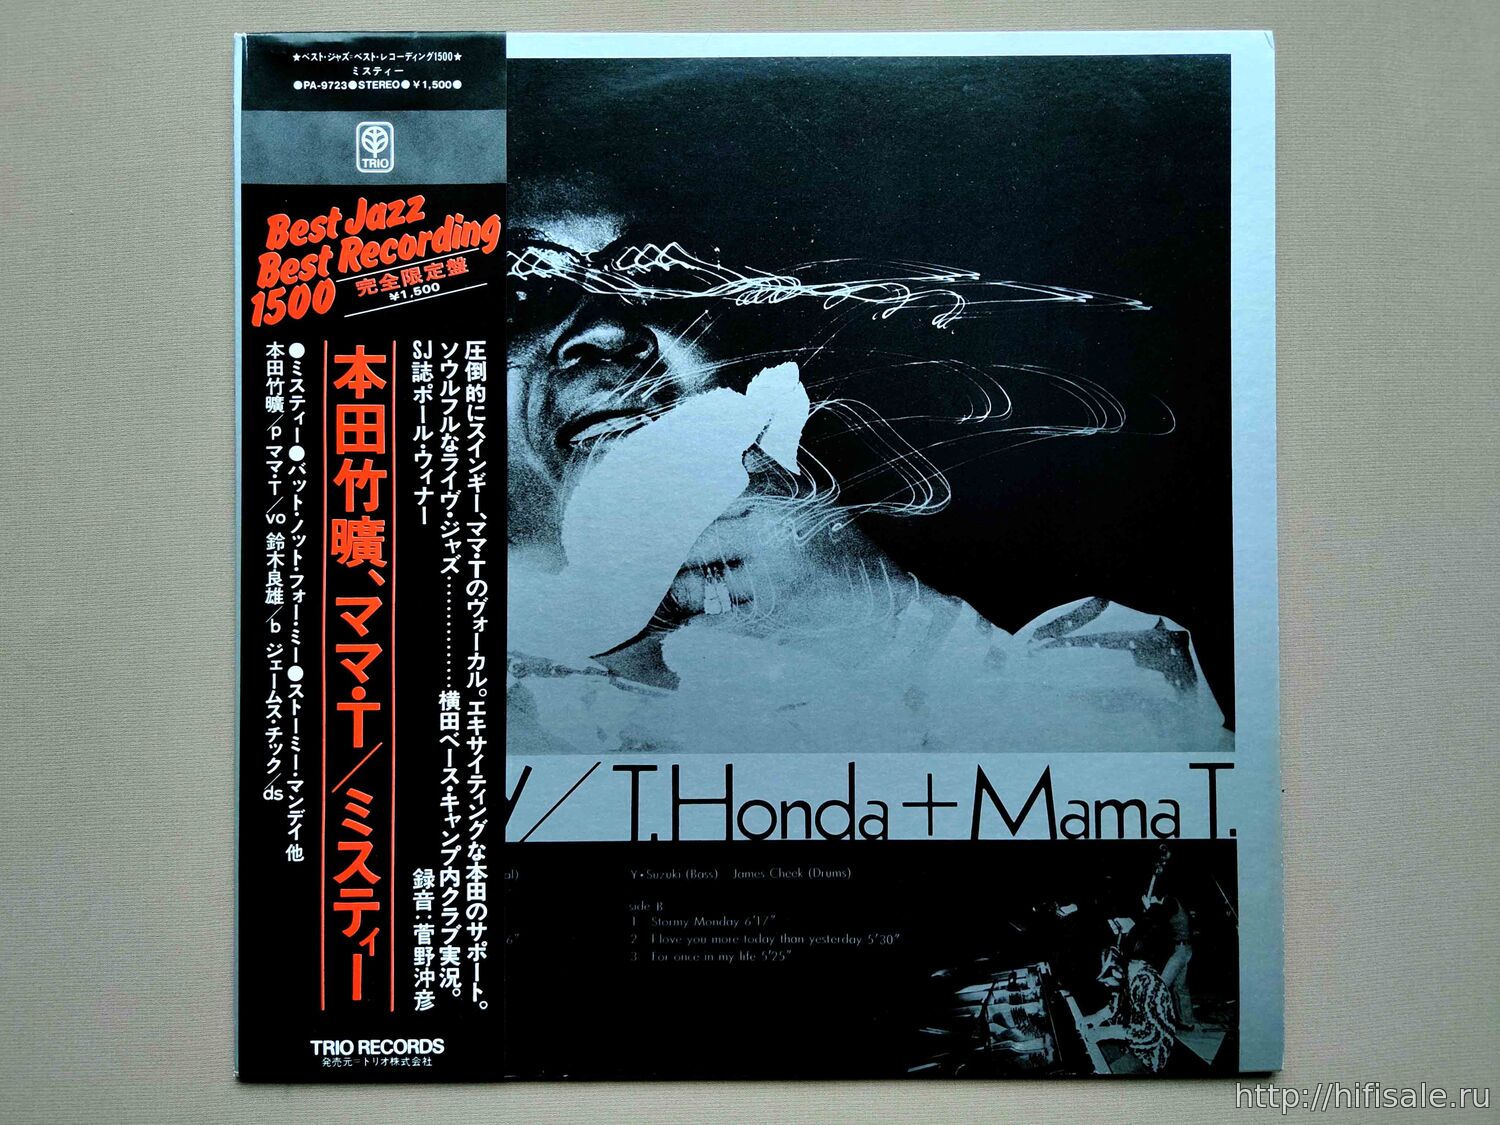 ★ベスト・ジャズ=ベスト・レコーディング1500★
ミスティー
●PA-9723●STEREO●¥1,500●
TRIO
Best Jazz
Best Recording
1500
完全限定盤
¥1,500
圧倒的にスインギー、ママ・Tのヴォーカル。エキサイティングな本田のサポート。
ソウルフルなライヴ・ジャズ……………横田ベース・キャンプ内クラブ実況。
SJ誌ポール・ウィナー 録音:菅野沖彦
本田竹曠、ママ・T/ミスティー
●ミスティー●バット・ノット・フォー・ミー●ストーミー・マンデイ他
本田竹曠/p ママ・T/vo 鈴木良雄/b ジェームス・チック/ds
TRIO RECORDS
発売元=トリオ株式会社
y/T.Honda+Mama T.
al) Y•Suzuki (Bass) James Cheek (Drums)
side B
1 Stormy Monday 6'17"
2 I love you more today than yesterday 5'30"
3 For once in my life 5'25"
6"
http://hifisale.ru